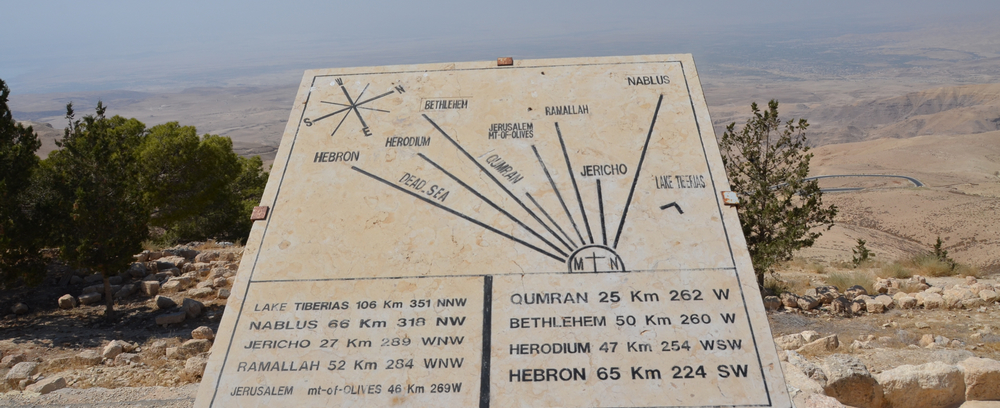 W
N
S
E
NABLUS
BETHLEHEM
RAMALLAH
JERUSALEM
MT-OF-OLIVES
HERODIUM
HEBRON
QUMRAN
JERICHO
DEAD.SEA
LAKE TIBERIAS
M N
LAKE TIBERIAS 106 Km 351 NNW
NABLUS 66 Km 318 NW
JERICHO 27 Km 289 WNW
RAMALLAH 52 Km 284 WNW
JERUSALEM mt-of-OLIVES 46 Km 269W
QUMRAN 25 Km 262 W
BETHLEHEM 50 Km 260 W
HERODIUM 47 Km 254 WSW
HEBRON 65 Km 224 SW